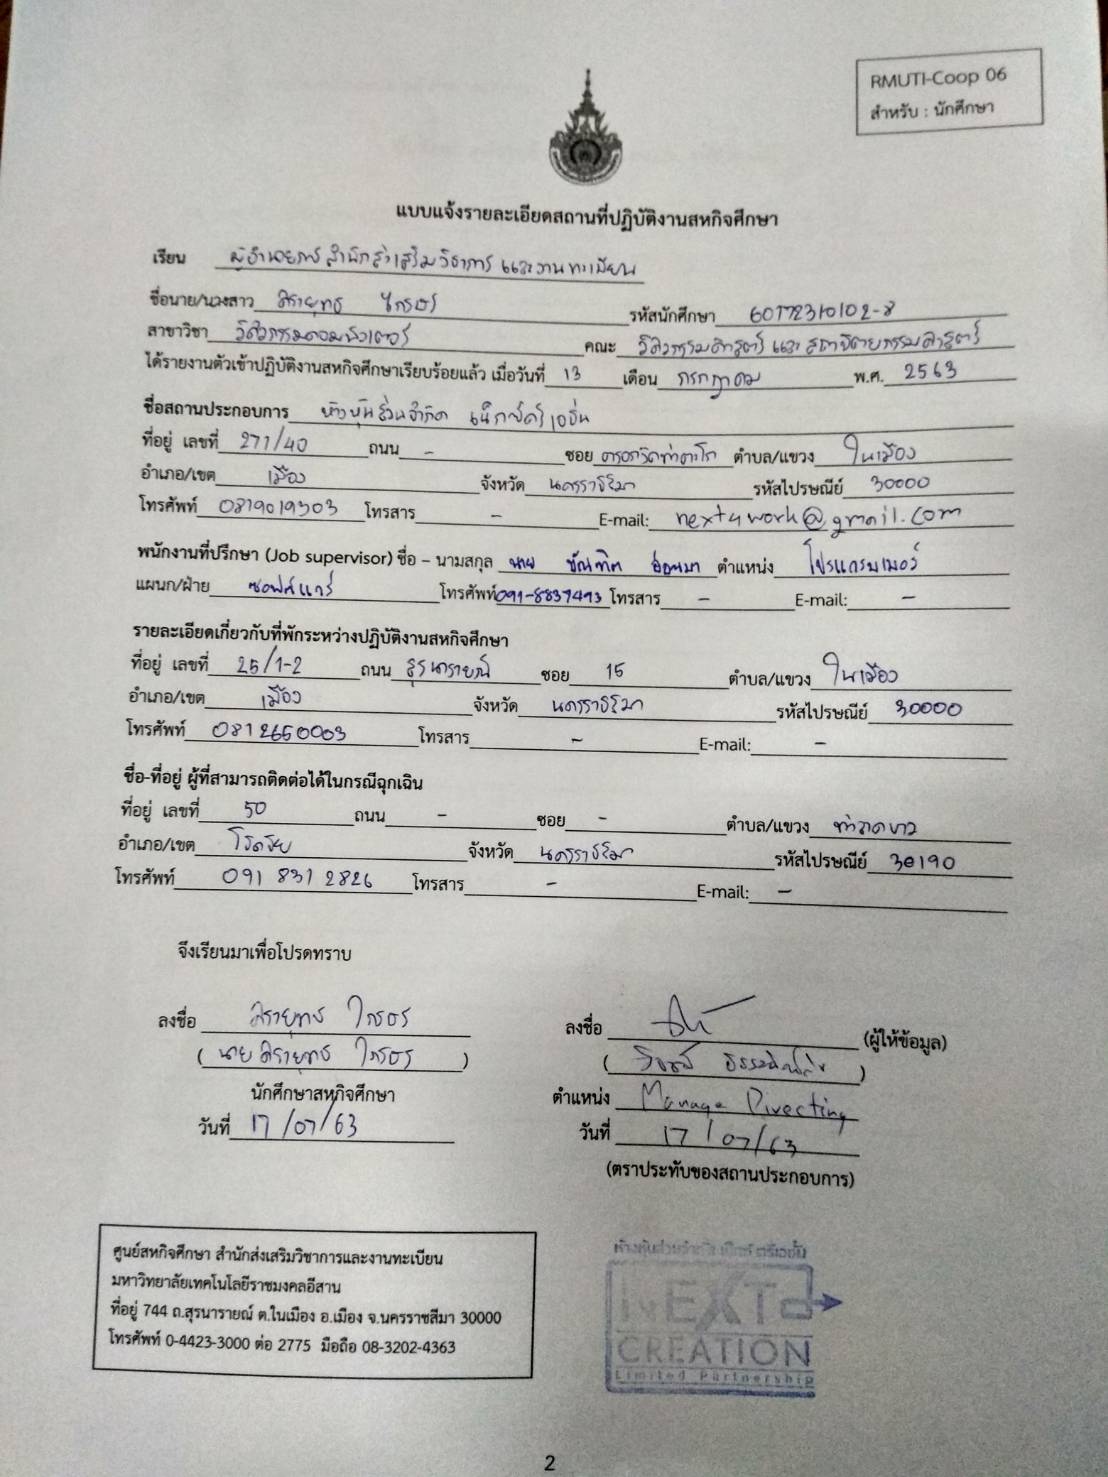 RMUTI-Coop 06
สำหรับ : นักศึกษา
แบบแจ้งรายละเอียดสถานที่ปฏิบัติงานสหกิจศึกษา
เรียน ผู้อำนวยการสำนักส่งเสริมวิชาการและงานทะเบียน
ชื่อนาย/นางสาว ศิรายุทธ ไกรธร รหัสนักศึกษา 60172310102-8
สาขาวิชา วิศวกรรมคอมพิวเตอร์ คณะ วิศวกรรมศาสตร์ และ สถาปัตยกรรมศาสตร์
ได้รายงานตัวเข้าปฏิบัติงานสหกิจศึกษาเรียบร้อยแล้ว เมื่อวันที่ 13 เดือน กรกฎาคม พ.ศ. 2563
ชื่อสถานประกอบการ ห้างหุ้นส่วนจำกัด เน็กซ์ครีเอชั่น
ที่อยู่ เลขที่ 271/40 ถนน - ซอย ตรอกวัดท่าตะโก ตำบล/แขวง ในเมือง
อำเภอ/เขต เมือง จังหวัด นครราชสีมา รหัสไปรษณีย์ 30000
โทรศัพท์ 0819019303 โทรสาร - E-mail: next4work@gmail.com
พนักงานที่ปรึกษา (Job supervisor) ชื่อ – นามสกุล นาย ตำแหน่ง โปรแกรมเมอร์
แผนก/ฝ่าย ซอฟต์แวร์ โทรศัพท์ 091-8837493 โทรสาร - E-mail: -
รายละเอียดเกี่ยวกับที่พักระหว่างปฏิบัติงานสหกิจศึกษา
ที่อยู่ เลขที่ 25/1-2 ถนน สุรนารายณ์ ซอย 15 ตำบล/แขวง ในเมือง
อำเภอ/เขต เมือง จังหวัด นครราชสีมา รหัสไปรษณีย์ 30000
โทรศัพท์ 0812650003 โทรสาร - E-mail: -
ชื่อ-ที่อยู่ ผู้ที่สามารถติดต่อได้ในกรณีฉุกเฉิน
ที่อยู่ เลขที่ 50 ถนน - ซอย - ตำบล/แขวง ท่าลาดขาว
อำเภอ/เขต โชคชัย จังหวัด นครราชสีมา รหัสไปรษณีย์ 30190
โทรศัพท์ 091 831 2826 โทรสาร - E-mail: -
จึงเรียนมาเพื่อโปรดทราบ
ลงชื่อ ศิรายุทธ ไกรธร
(นายศิรายุทธ ไกรธร)
นักศึกษาสหกิจศึกษา
วันที่ 17/07/63
ลงชื่อ (ผู้ให้ข้อมูล)
ตำแหน่ง Manage Directing
วันที่ 17/07/63
(ตราประทับของสถานประกอบการ)
ศูนย์สหกิจศึกษา สำนักส่งเสริมวิชาการและงานทะเบียน
มหาวิทยาลัยเทคโนโลยีราชมงคลอีสาน
ที่อยู่ 744 ถ.สุรนารายณ์ ต.ในเมือง อ.เมือง จ.นครราชสีมา 30000
โทรศัพท์ 0-4423-3000 ต่อ 2775 มือถือ 08-3202-4363
ห้างหุ้นส่วนจำกัด เน็กซ์ ครีเอชั่น
NEXT
CREATION
Limited Partnership
2